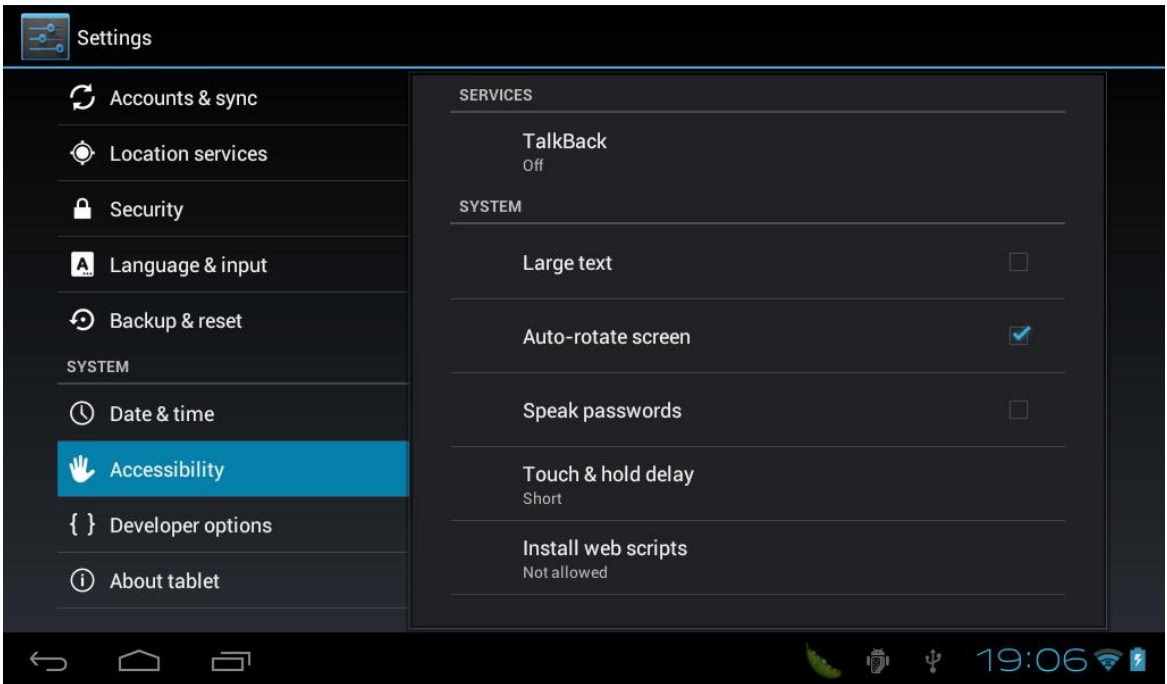 Settings
Accounts & sync
Location services
Security
Language & input
Backup & reset
SYSTEM
Date & time
Accessibility
Developer options
About tablet
SERVICES
TalkBack
Off
SYSTEM
Large text
Auto-rotate screen
Speak passwords
Touch & hold delay
Short
Install web scripts
Not allowed
19:06